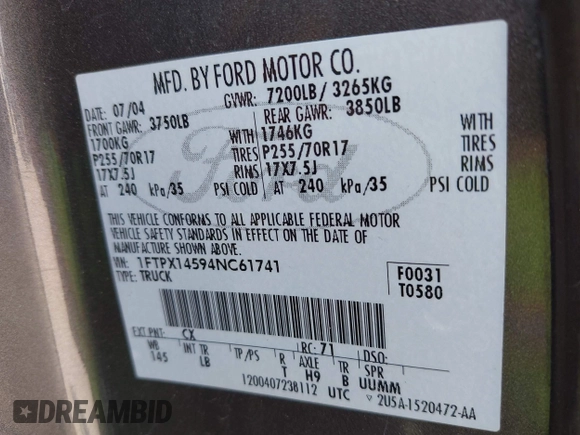 MFD. BY FORD MOTOR CO.
DATE: 07/04 GVWR: 7200LB / 3265KG
FRONT GAWR: 3750LB REAR GAWR: 3850LB
1700KG WITH 1746KG WITH
P255/70R17 TIRES P255/70R17 TIRES
17X7.5J RIMS 17X7.5J RIMS
AT 240 kPa/35 PSI COLD AT 240 kPa/35 PSI COLD
THIS VEHICLE CONFORMS TO ALL APPLICABLE FEDERAL MOTOR
VEHICLE SAFETY STANDARDS IN EFFECT ON THE DATE OF
MANUFACTURE SHOWN ABOVE.
VIN: 1FTPX14594NC61741
TYPE: TRUCK
F0031
T0580
Ford
EXT PNT: CX RC: 71 DSO:
WB INT TR TP/PS R AXLE TR SPR
145 LB T H9 B UUMM
1200407238112 UTC 2U5A-1520472-AA
DREAMBID